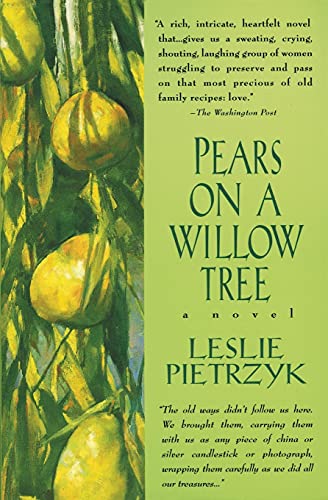 "A rich, intricate, heartfelt novel
that...gives us a sweating, crying,
shouting, laughing group of women
struggling to preserve and pass
on that most precious of old
family recipes: love."
–The Washington Post
PEARS
ON A
WILLOW
TREE
a novel
LESLIE
PIETRZYK
"The old ways didn't follow us here.
We brought them, carrying them
with us as any piece of china or
silver candlestick or photograph,
wrapping them carefully as we did all
our treasures..."